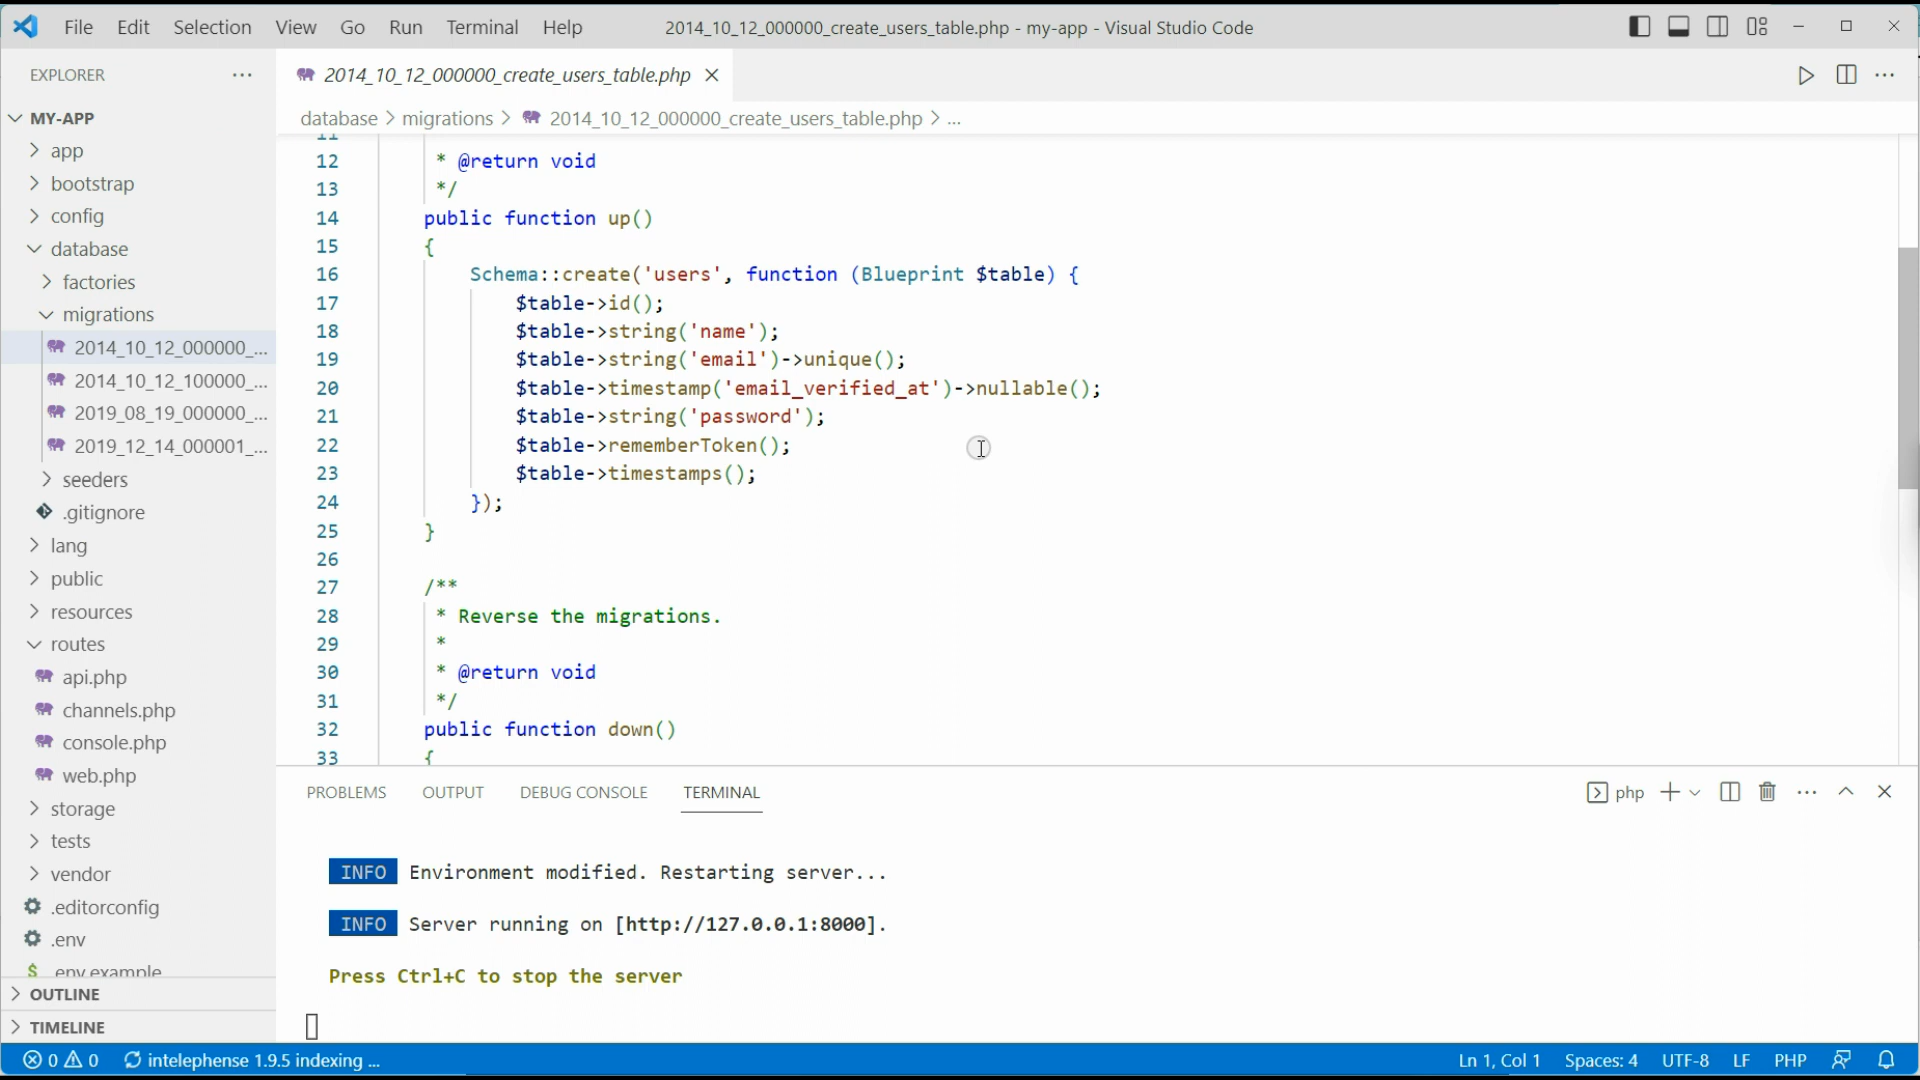 File Edit Selection View Go Run Terminal Help
2014_10_12_000000_create_users_table.php - my-app - Visual Studio Code
EXPLORER
MY-APP
app
bootstrap
config
database
factories
migrations
2014_10_12_000000_...
2014_10_12_100000_...
2019_08_19_000000_...
2019_12_14_000001_...
seeders
.gitignore
lang
public
resources
routes
api.php
channels.php
console.php
web.php
storage
tests
vendor
.editorconfig
.env
.env.example
OUTLINE
TIMELINE
2014_10_12_000000_create_users_table.php
database > migrations > 2014_10_12_000000_create_users_table.php > ...
11
12 * @return void
13 */
14 public function up()
15 {
16 Schema::create('users', function (Blueprint $table) {
17 $table->id();
18 $table->string('name');
19 $table->string('email')->unique();
20 $table->timestamp('email_verified_at')->nullable();
21 $table->string('password');
22 $table->rememberToken();
23 $table->timestamps();
24 });
25 }
26
27 /**
28 * Reverse the migrations.
29 *
30 * @return void
31 */
32 public function down()
33 {
PROBLEMS OUTPUT DEBUG CONSOLE TERMINAL
php
INFO Environment modified. Restarting server...
INFO Server running on [http://127.0.0.1:8000].
Press Ctrl+C to stop the server
0 0 intelephense 1.9.5 indexing ...
Ln 1, Col 1 Spaces: 4 UTF-8 LF PHP